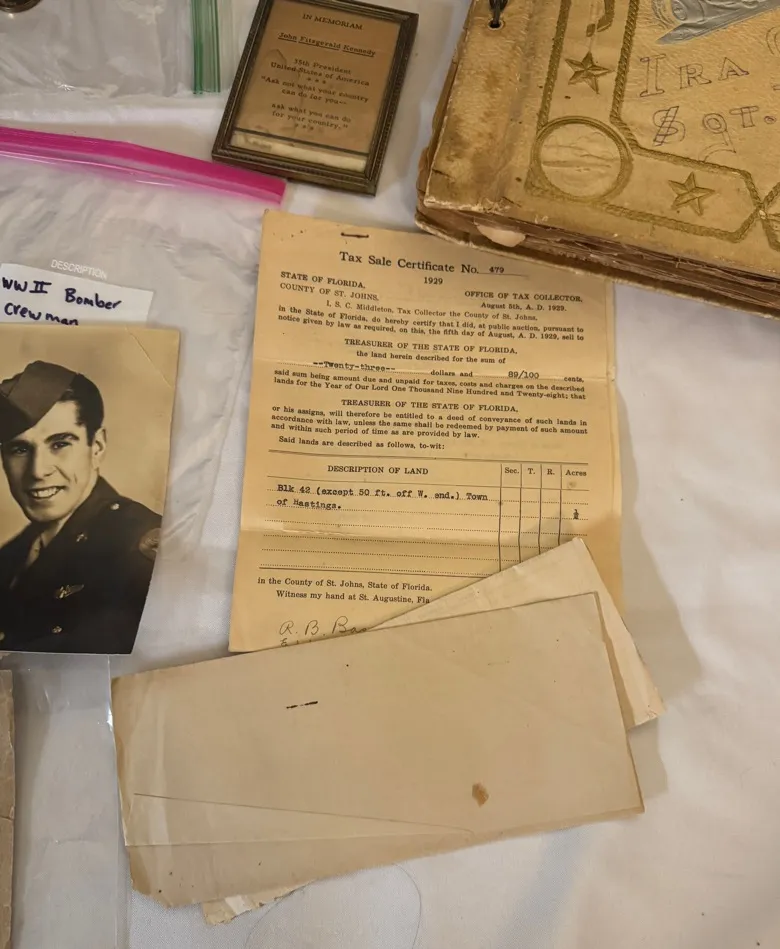 IN MEMORIAM
John Fitzgerald Kennedy
35th President
United States of America
* * *
"Ask not what your country
can do for you--
ask what you can do
for your country."
* * *
IRA
Sgt.
DESCRIPTION
WW II Bomber
Crewman
Tax Sale Certificate No. 479
1929
STATE OF FLORIDA,
COUNTY OF ST. JOHNS,
OFFICE OF TAX COLLECTOR,
August 5th, A. D. 1929.
I, S. C. Middleton, Tax Collector the County of St. Johns,
in the State of Florida, do hereby certify that I did, at public auction, pursuant to
notice given by law as required, on this, the fifth day of August, A. D. 1929, sell to
TREASURER OF THE STATE OF FLORIDA,
the land herein described for the sum of
--Twenty-three-- dollars and 89/100 cents,
said sum being amount due and unpaid for taxes, costs and charges on the described
lands for the Year of Our Lord One Thousand Nine Hundred and Twenty-eight; that
TREASURER OF THE STATE OF FLORIDA,
or his assigns, will therefore be entitled to a deed of conveyance of such lands in
accordance with law, unless the same shall be redeemed by payment of such amount
and within such period of time as are provided by law.
Said lands are described as follows, to-wit:
DESCRIPTION OF LAND Sec. T. R. Acres
Blk 42 (except 50 ft. off W. end.) Town
of Hastings.
in the County of St. Johns, State of Florida.
Witness my hand at St. Augustine, Fla
R. B. Ba